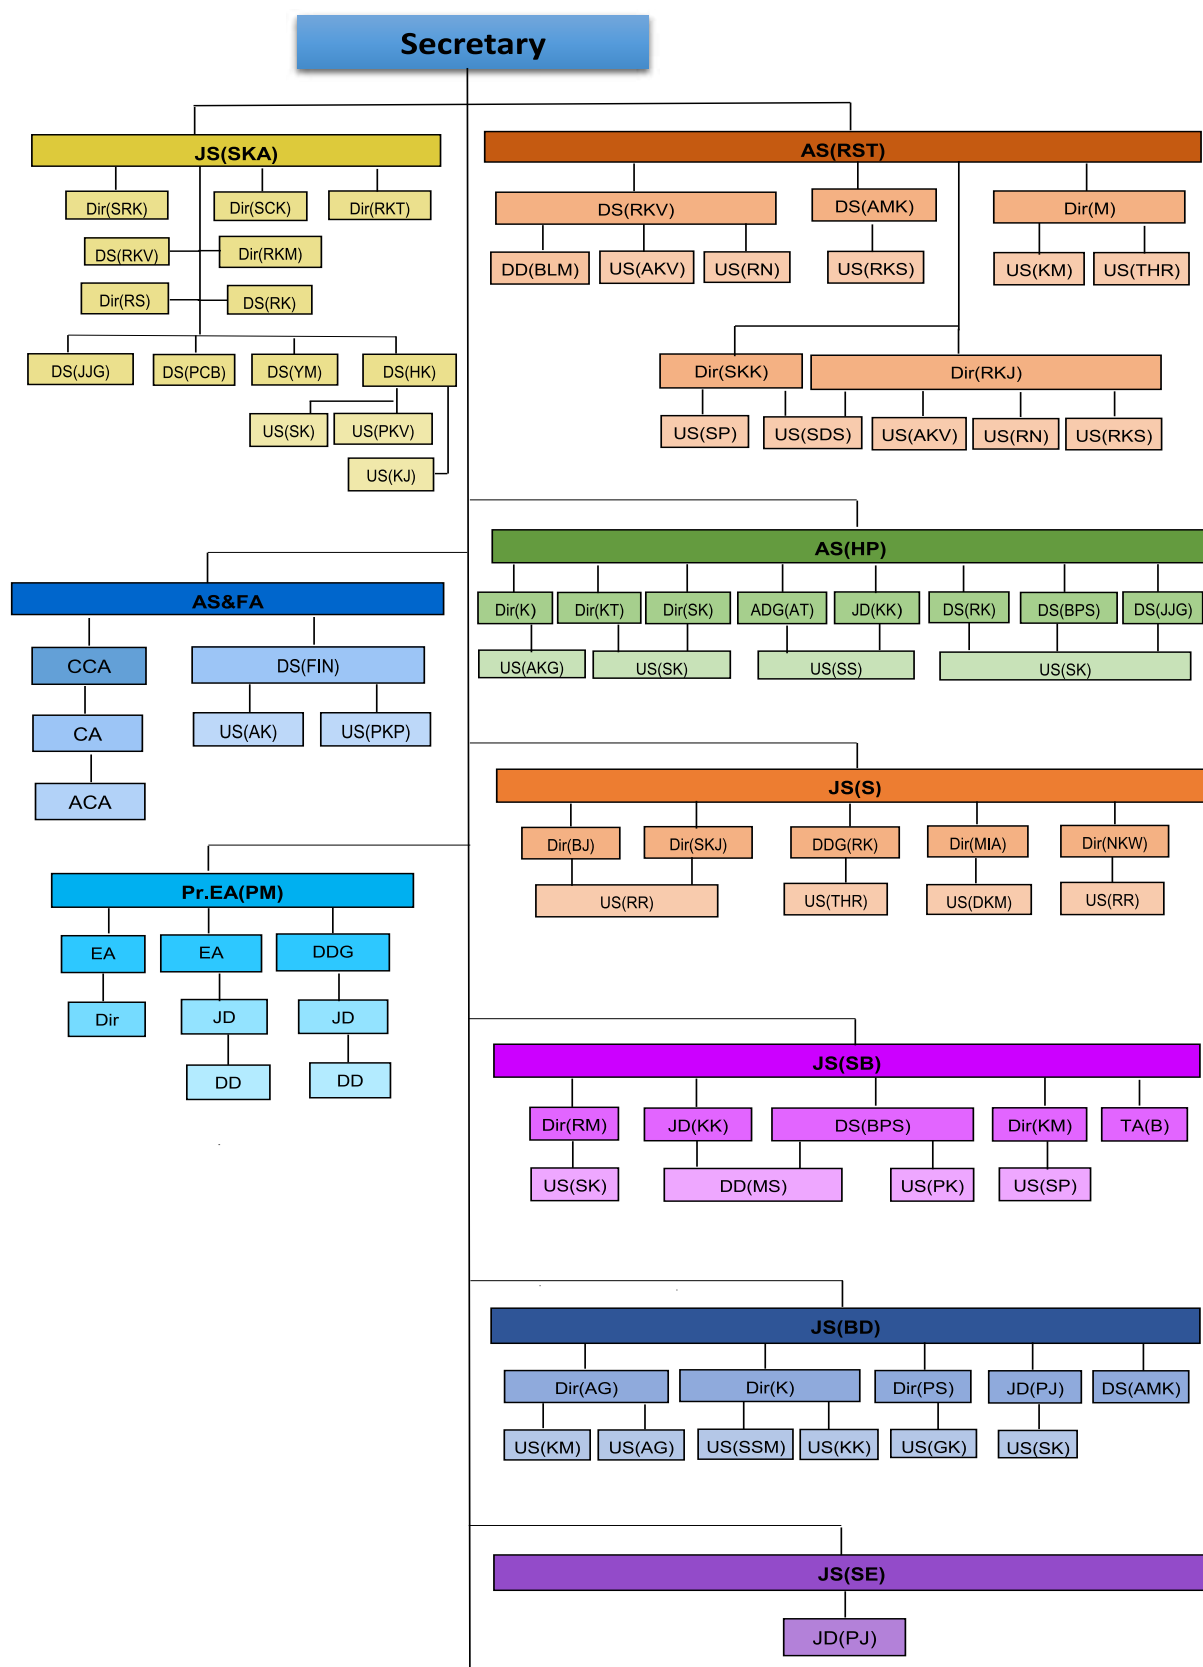 Secretary
JS(SKA)
Dir(SRK)
Dir(SCK)
Dir(RKT)
DS(RKV)
Dir(RKM)
Dir(RS)
DS(RK)
DS(JJG)
DS(PCB)
DS(YM)
DS(HK)
US(SK)
US(PKV)
US(KJ)
AS(RST)
DS(RKV)
DS(AMK)
Dir(M)
DD(BLM)
US(AKV)
US(RN)
US(RKS)
US(KM)
US(THR)
Dir(SKK)
Dir(RKJ)
US(SP)
US(SDS)
US(AKV)
US(RN)
US(RKS)
AS(HP)
Dir(K)
Dir(KT)
Dir(SK)
ADG(AT)
JD(KK)
DS(RK)
DS(BPS)
DS(JJG)
US(AKG)
US(SK)
US(SS)
US(SK)
AS&FA
CCA
DS(FIN)
CA
US(AK)
US(PKP)
ACA
JS(S)
Dir(BJ)
Dir(SKJ)
DDG(RK)
Dir(MIA)
Dir(NKW)
US(RR)
US(THR)
US(DKM)
US(RR)
Pr.EA(PM)
EA
EA
DDG
Dir
JD
JD
DD
DD
JS(SB)
Dir(RM)
JD(KK)
DS(BPS)
Dir(KM)
TA(B)
US(SK)
DD(MS)
US(PK)
US(SP)
JS(BD)
Dir(AG)
Dir(K)
Dir(PS)
JD(PJ)
DS(AMK)
US(KM)
US(AG)
US(SSM)
US(KK)
US(GK)
US(SK)
JS(SE)
JD(PJ)